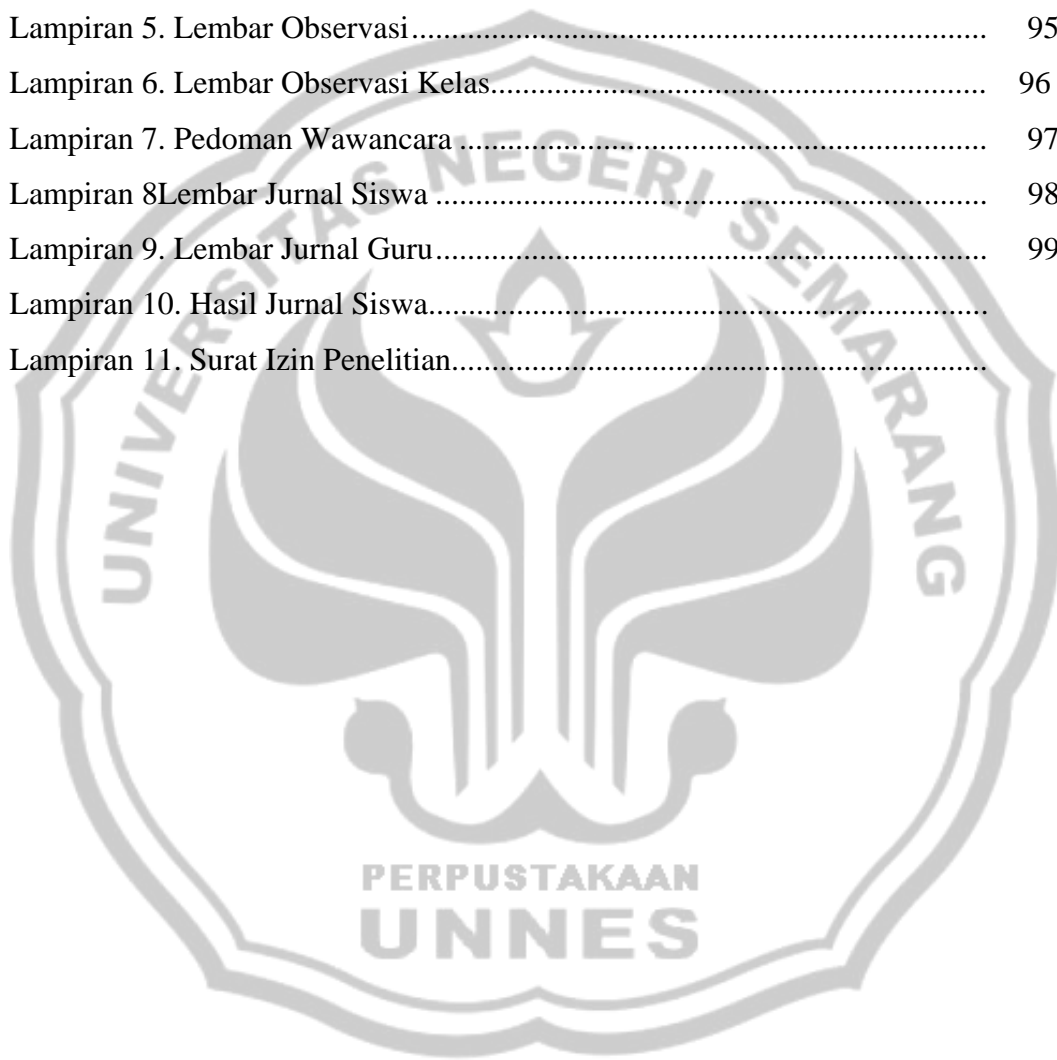 Lampiran 5. Lembar Observasi...................................................................... 95
Lampiran 6. Lembar Observasi Kelas............................................................ 96
Lampiran 7. Pedoman Wawancara ................................................................ 97
Lampiran 8Lembar Jurnal Siswa ................................................................... 98
Lampiran 9. Lembar Jurnal Guru................................................................... 99
Lampiran 10. Hasil Jurnal Siswa....................................................................
Lampiran 11. Surat Izin Penelitian.................................................................
UNIVERSITAS NEGERI SEMARANG
PERPUSTAKAAN
UNNES